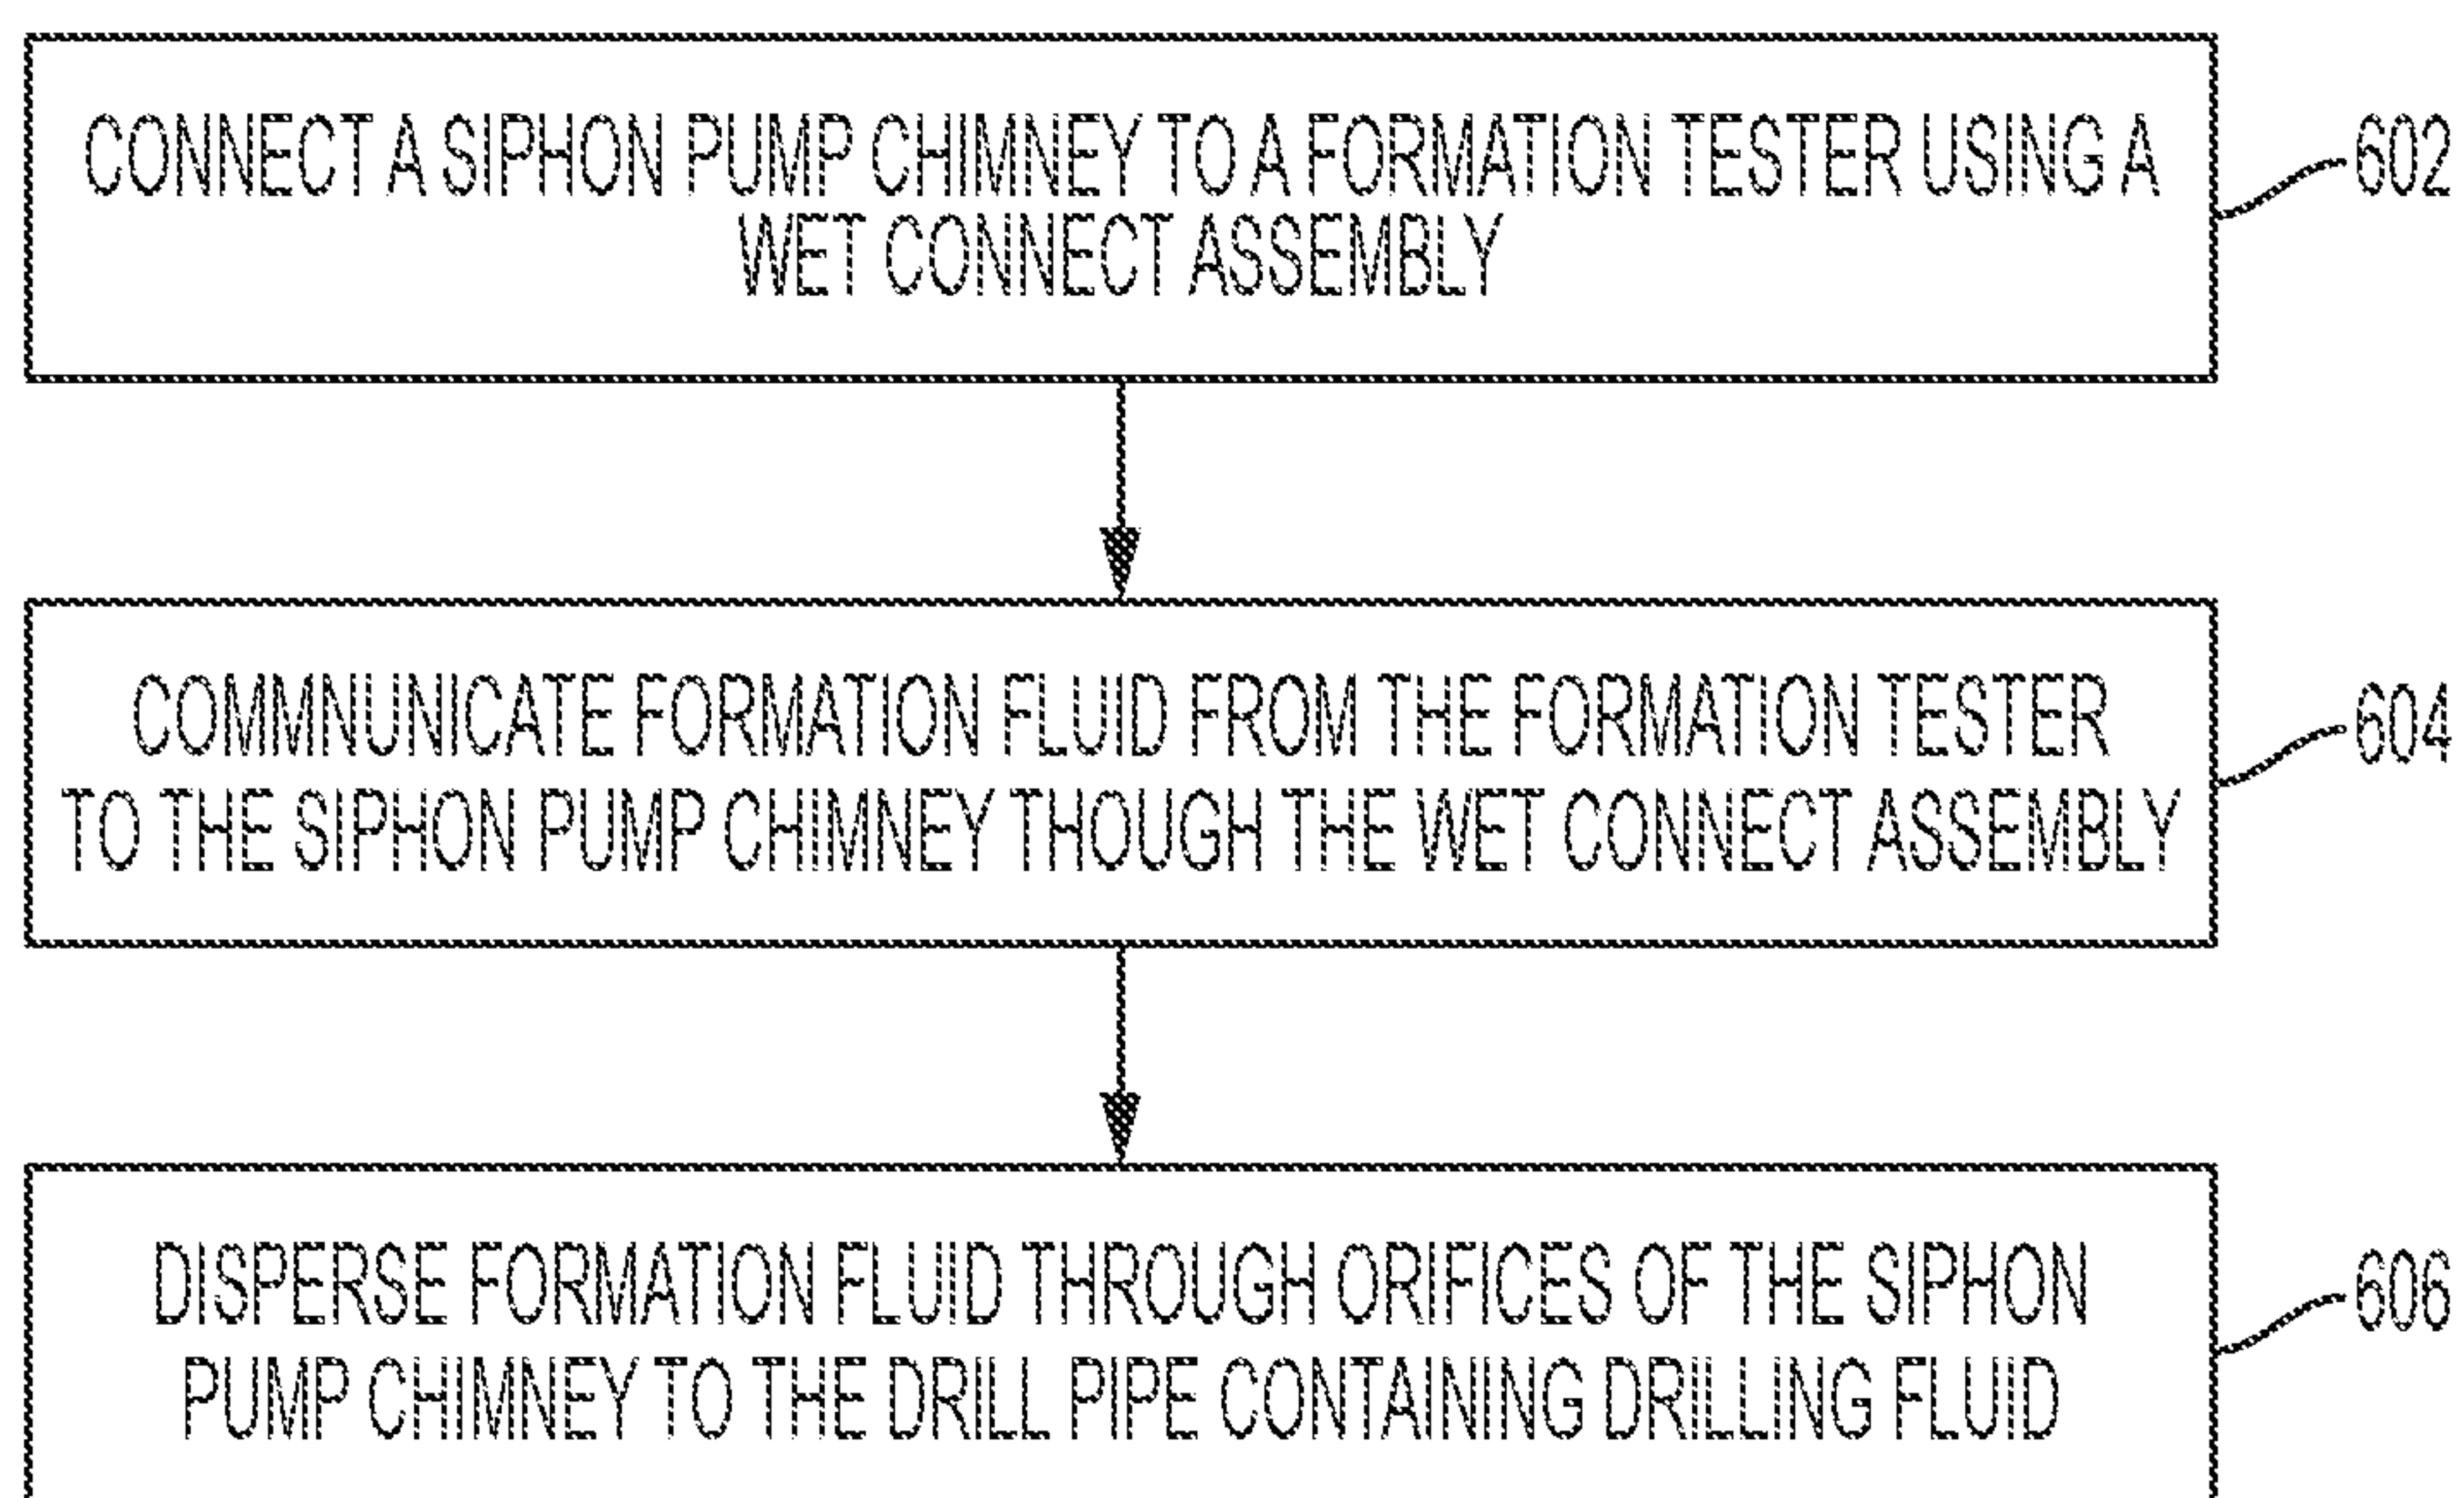 CONNECT A SIPHON PUMP CHIMNEY TO A FORMATION TESTER USING A
WET CONNECT ASSEMBLY
602
COMMNUNICATE FORMATION FLUID FROM THE FORMATION TESTER
TO THE SIPHON PUMP CHIMNEY THOUGH THE WET CONNECT ASSEMBLY
604
DISPERSE FORMATION FLUID THROUGH ORIFICES OF THE SIPHON
PUMP CHIMNEY TO THE DRILL PIPE CONTAINING DRILLING FLUID
606